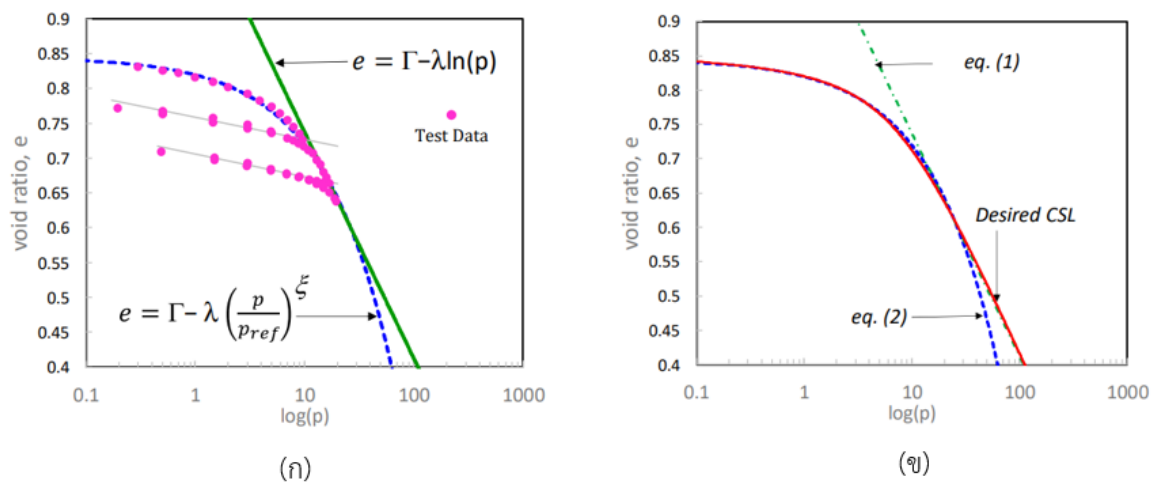 0.9
0.85
0.8
0.75
0.7
0.65
0.6
0.55
0.5
0.45
0.4
void ratio, e
e = Γ−λln(p)
Test Data
e = Γ− λ (p/p_ref)^ξ
0.1 1 10 100 1000
log(p)
(ก)
0.9
0.85
0.8
0.75
0.7
0.65
0.6
0.55
0.5
0.45
0.4
void ratio, e
eq. (1)
Desired CSL
eq. (2)
0.1 1 10 100 1000
log(p)
(ข)